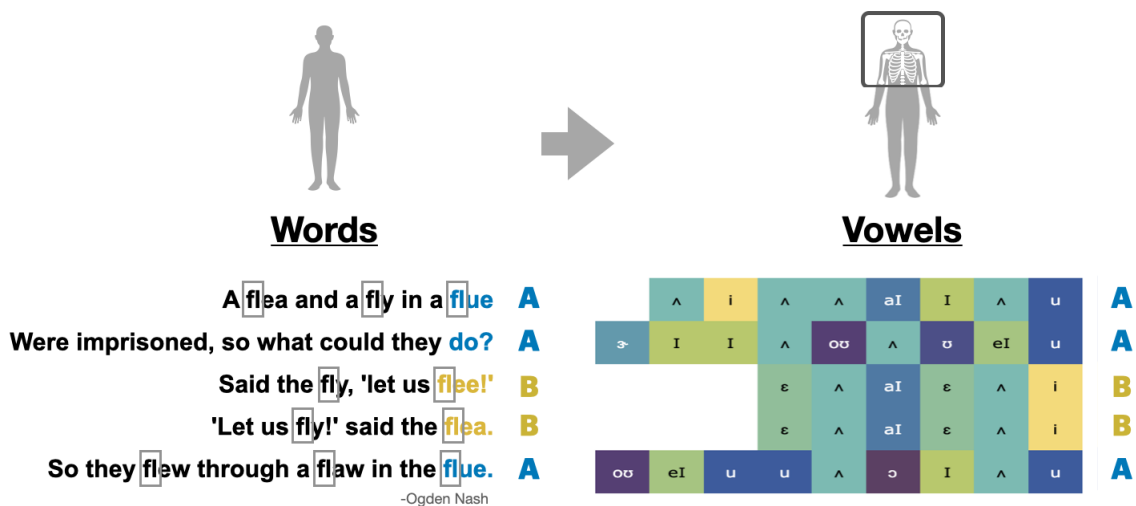 Words
Vowels
A flea and a fly in a flue A
Were imprisoned, so what could they do? A
Said the fly, 'let us flee!' B
'Let us fly!' said the flea. B
So they flew through a flaw in the flue. A
-Ogden Nash
ʌ i ʌ ʌ aI I ʌ u A
ɝ I I ʌ oʊ ʌ ʊ eI u A
ɛ ʌ aI ɛ ʌ i B
ɛ ʌ aI ɛ ʌ i B
oʊ eI u u ʌ ɔ I ʌ u A